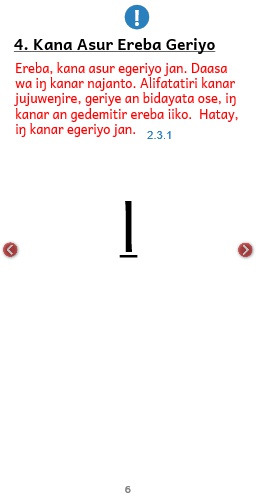 !
4. Kana Asur Ereba Geriyo
Ereba, kana asur egeriyo jan. Daasa
wa iŋ kanar najanto. Alifatatiri kanar
jujuweŋire, geriye an bidayata ose, iŋ
kanar an gedemitir ereba iiko. Hatay,
iŋ kanar egeriyo jan. 2.3.1
ا
6